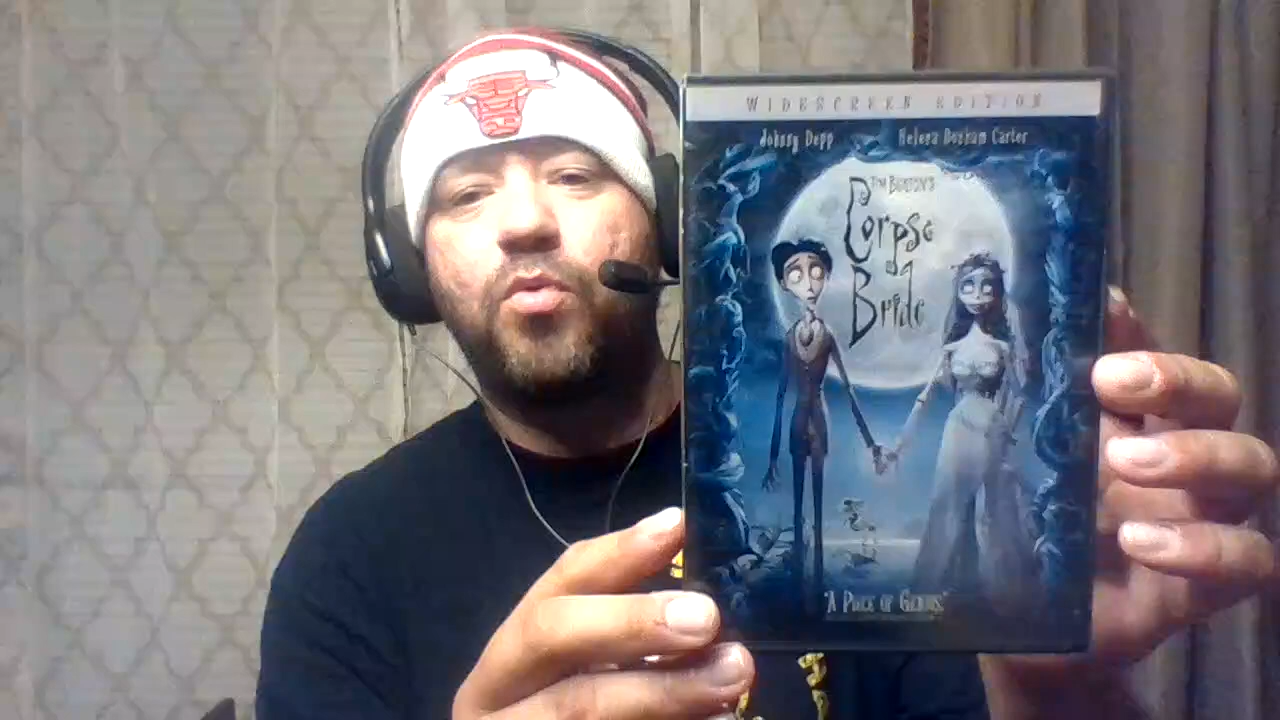 WIDESCREEN EDITION
Johnny Depp Helena Bonham Carter
TIM BURTON'S
Corpse
Bride
"A PIECE OF GENIUS."